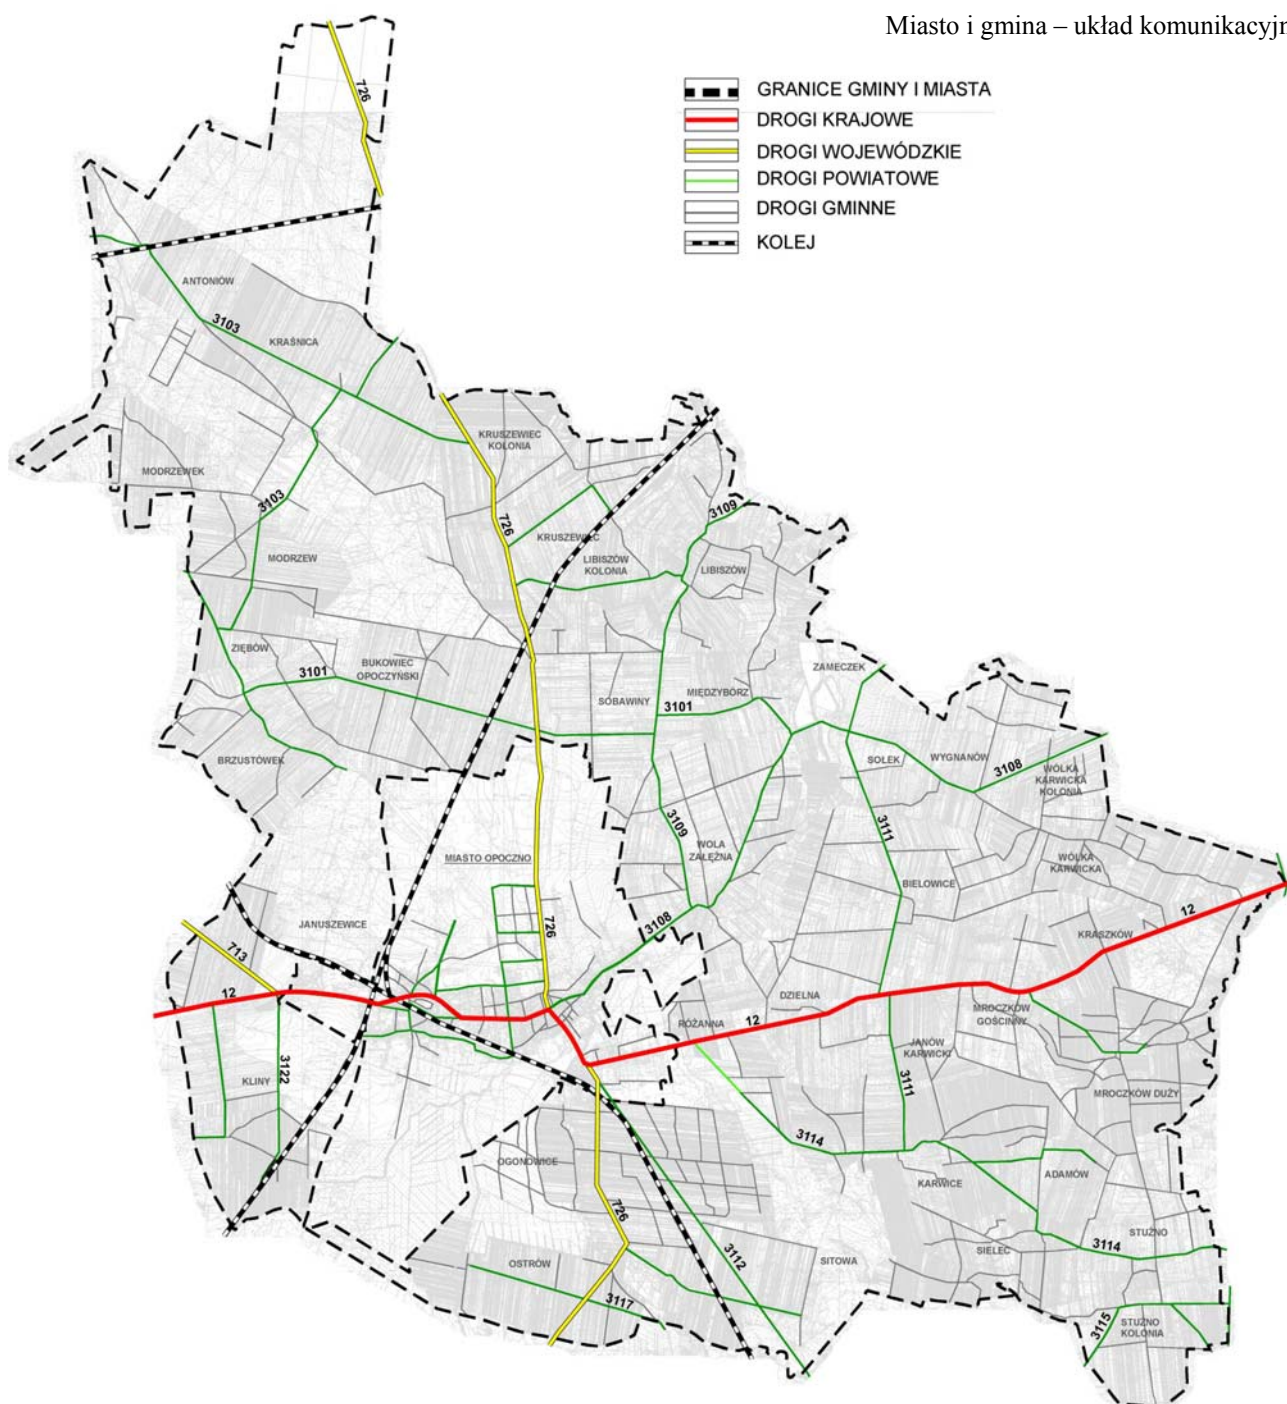 Miasto i gmina – układ komunikacyjn
GRANICE GMINY I MIASTA
DROGI KRAJOWE
DROGI WOJEWÓDZKIE
DROGI POWIATOWE
DROGI GMINNE
KOLEJ
726
ANTONIÓW
3103
KRAŚNICA
KRUSZEWIEC
KOLONIA
MODRZEWEK
3103
726
3109
KRUSZEWIEC
MODRZEW
LIBISZÓW
KOLONIA
LIBISZÓW
ZIĘBÓW
BUKOWIEC
OPOCZYŃSKI
3101
SOBAWINY
MIĘDZYBÓRZ
3101
ZAMECZEK
BRZUSTÓWEK
SOŁEK
WYGNANÓW
3108
WÓLKA
KARWICKA
KOLONIA
3109
3111
WOLA
ZAŁĘŻNA
MIASTO OPOCZNO
BIELOWICE
WÓLKA
KARWICKA
JANUSZEWICE
726
3108
12
KRASZKÓW
713
12
DZIELNA
RÓŻANNA
12
MROCZKÓW
GOŚCINNY
JANÓW
KARWICKI
KLINY
3122
3111
MROCZKÓW DUŻY
3114
OGONOWICE
KARWICE
ADAMÓW
726
3112
SITOWA
SIELEC
3114
STUŻNO
OSTRÓW
3117
3115
STUŻNO
KOLONIA